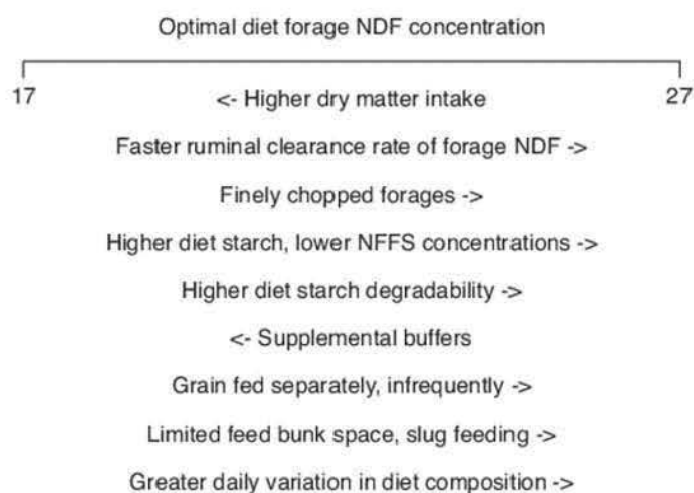 Optimal diet forage NDF concentration
17 <- Higher dry matter intake 27
Faster ruminal clearance rate of forage NDF ->
Finely chopped forages ->
Higher diet starch, lower NFFS concentrations ->
Higher diet starch degradability ->
<- Supplemental buffers
Grain fed separately, infrequently ->
Limited feed bunk space, slug feeding ->
Greater daily variation in diet composition ->